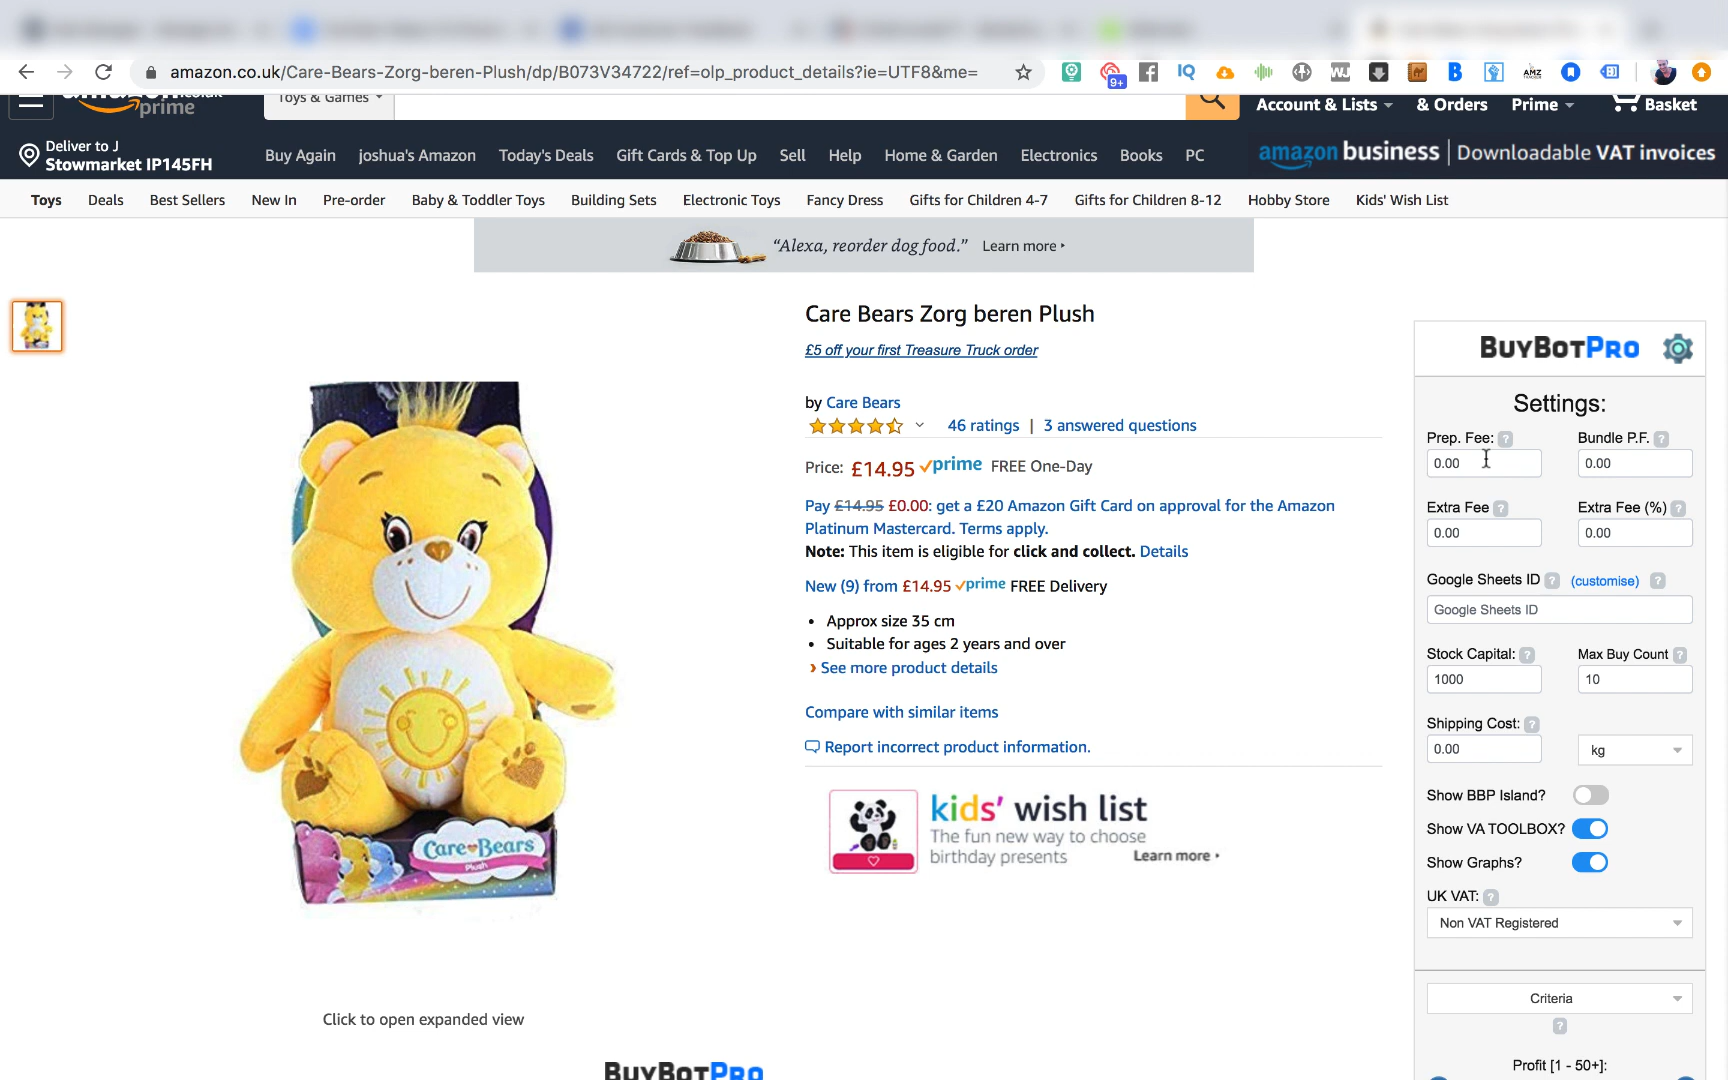 amazon.co.uk/Care-Bears-Zorg-beren-Plush/dp/B073V34722/ref=olp_product_details?ie=UTF8&me=
9+
IQ
WJ
B
AMZ
prime
Toys & Games
Account & Lists
& Orders
Prime
Basket
Deliver to J
Stowmarket IP145FH
Buy Again
joshua's Amazon
Today's Deals
Gift Cards & Top Up
Sell
Help
Home & Garden
Electronics
Books
PC
amazon business | Downloadable VAT invoices
Toys
Deals
Best Sellers
New In
Pre-order
Baby & Toddler Toys
Building Sets
Electronic Toys
Fancy Dress
Gifts for Children 4-7
Gifts for Children 8-12
Hobby Store
Kids' Wish List
“Alexa, reorder dog food.” Learn more
Care Bears Zorg beren Plush
£5 off your first Treasure Truck order
by Care Bears
46 ratings | 3 answered questions
Price: £14.95 prime FREE One-Day
Pay £14.95 £0.00: get a £20 Amazon Gift Card on approval for the Amazon
Platinum Mastercard. Terms apply.
Note: This item is eligible for click and collect. Details
New (9) from £14.95 prime FREE Delivery
• Approx size 35 cm
• Suitable for ages 2 years and over
› See more product details
Compare with similar items
Report incorrect product information.
kids' wish list
The fun new way to choose
birthday presents
Learn more
Care Bears
Plush
Click to open expanded view
BUYBOTPRO
BUYBOTPRO
Settings:
Prep. Fee: ?
Bundle P.F. ?
0.00
0.00
Extra Fee ?
Extra Fee (%) ?
0.00
0.00
Google Sheets ID ? (customise) ?
Google Sheets ID
Stock Capital: ?
Max Buy Count ?
1000
10
Shipping Cost: ?
0.00
kg
Show BBP Island?
Show VA TOOLBOX?
Show Graphs?
UK VAT: ?
Non VAT Registered
Criteria
?
Profit [1 - 50+]: